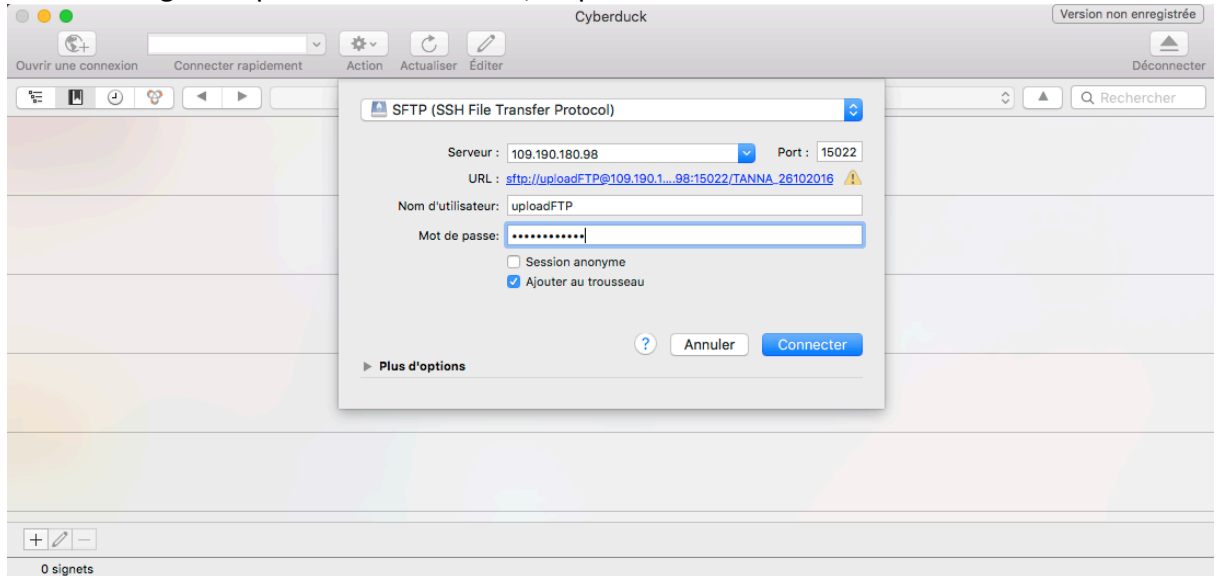 Cyberduck
Version non enregistrée
Ouvrir une connexion Connecter rapidement Action Actualiser Éditer Déconnecter
SFTP (SSH File Transfer Protocol)
Rechercher
Serveur : 109.190.180.98 Port : 15022
URL : sftp://uploadFTP@109.190.1....98:15022/TANNA_26102016
Nom d'utilisateur: uploadFTP
Mot de passe: ••••••••••••
Session anonyme
Ajouter au trousseau
? Annuler Connecter
Plus d'options
0 signets